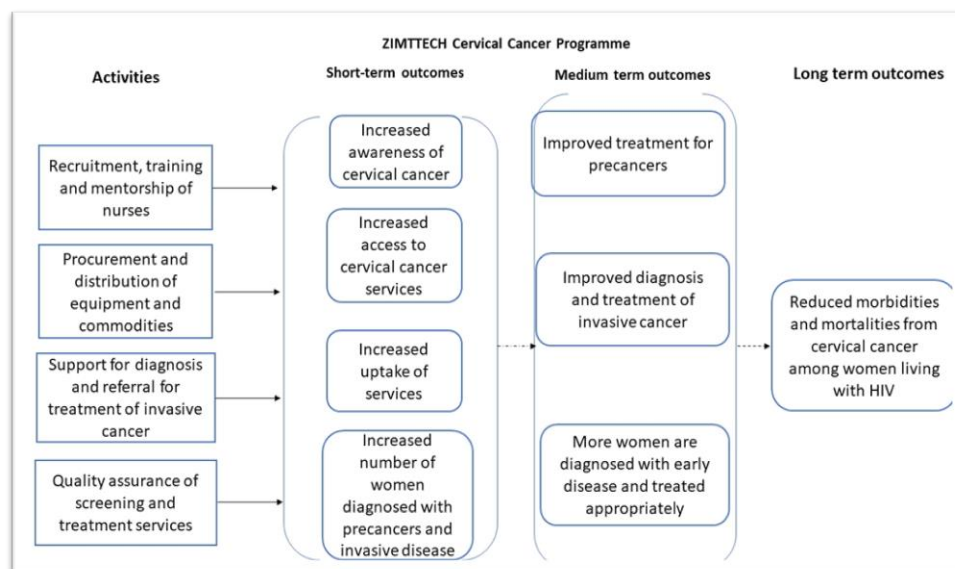 ZIMTTECH Cervical Cancer Programme
Activities
Short-term outcomes
Medium term outcomes
Long term outcomes
Recruitment, training
and mentorship of
nurses
Procurement and
distribution of
equipment and
commodities
Support for diagnosis
and referral for
treatment of invasive
cancer
Quality assurance of
screening and
treatment services
Increased
awareness of
cervical cancer
Increased
access to
cervical cancer
services
Increased
uptake of
services
Increased
number of
women
diagnosed with
precancers and
invasive disease
Improved treatment for
precancers
Improved diagnosis
and treatment of
invasive cancer
More women are
diagnosed with early
disease and treated
appropriately
Reduced morbidities
and mortalities from
cervical cancer
among women living
with HIV